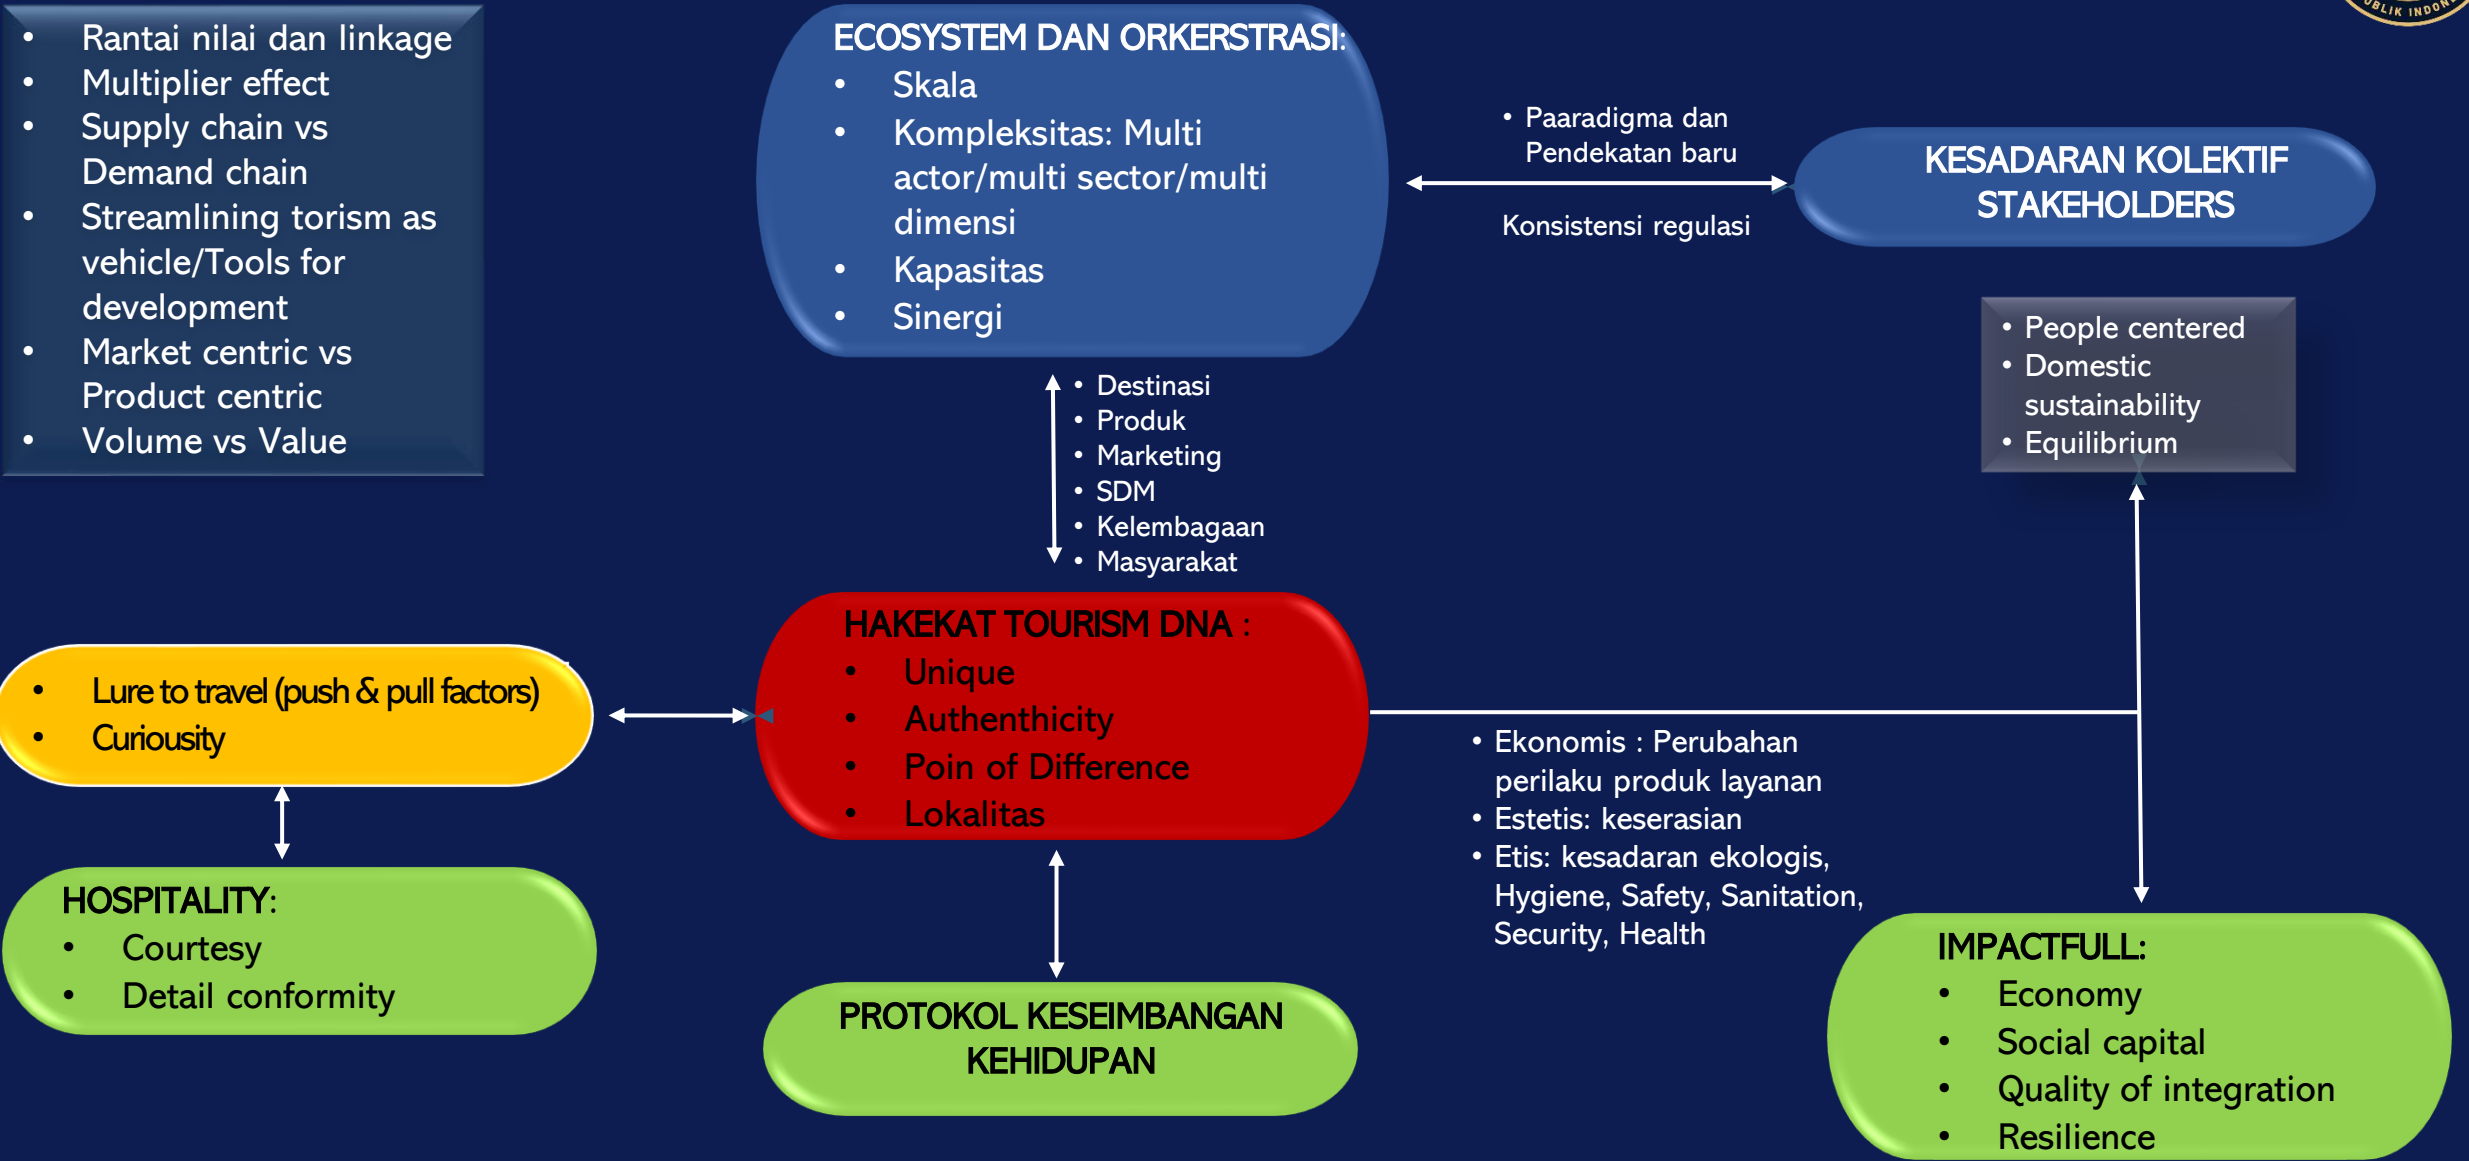 • Rantai nilai dan linkage
• Multiplier effect
• Supply chain vs
Demand chain
• Streamlining torism as
vehicle/Tools for
development
• Market centric vs
Product centric
• Volume vs Value
ECOSYSTEM DAN ORKERSTRASI:
• Skala
• Kompleksitas: Multi
actor/multi sector/multi
dimensi
• Kapasitas
• Sinergi
• Paaradigma dan
Pendekatan baru
Konsistensi regulasi
KESADARAN KOLEKTIF
STAKEHOLDERS
• People centered
• Domestic
sustainability
• Equilibrium
• Destinasi
• Produk
• Marketing
• SDM
• Kelembagaan
• Masyarakat
• Lure to travel (push & pull factors)
• Curiousity
HAKEKAT TOURISM DNA :
• Unique
• Authenthicity
• Poin of Difference
• Lokalitas
• Ekonomis : Perubahan
perilaku produk layanan
• Estetis: keserasian
• Etis: kesadaran ekologis,
Hygiene, Safety, Sanitation,
Security, Health
HOSPITALITY:
• Courtesy
• Detail conformity
PROTOKOL KESEIMBANGAN
KEHIDUPAN
IMPACTFULL:
• Economy
• Social capital
• Quality of integration
• Resilience